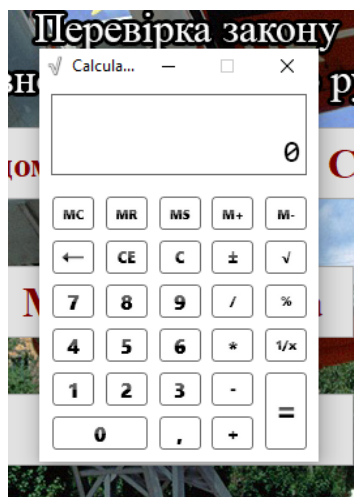 Перевірка закону
Calcula...
0
MC MR MS M+ M-
← CE C ± √
7 8 9 / %
4 5 6 * 1/x
1 2 3 - =
0 , +